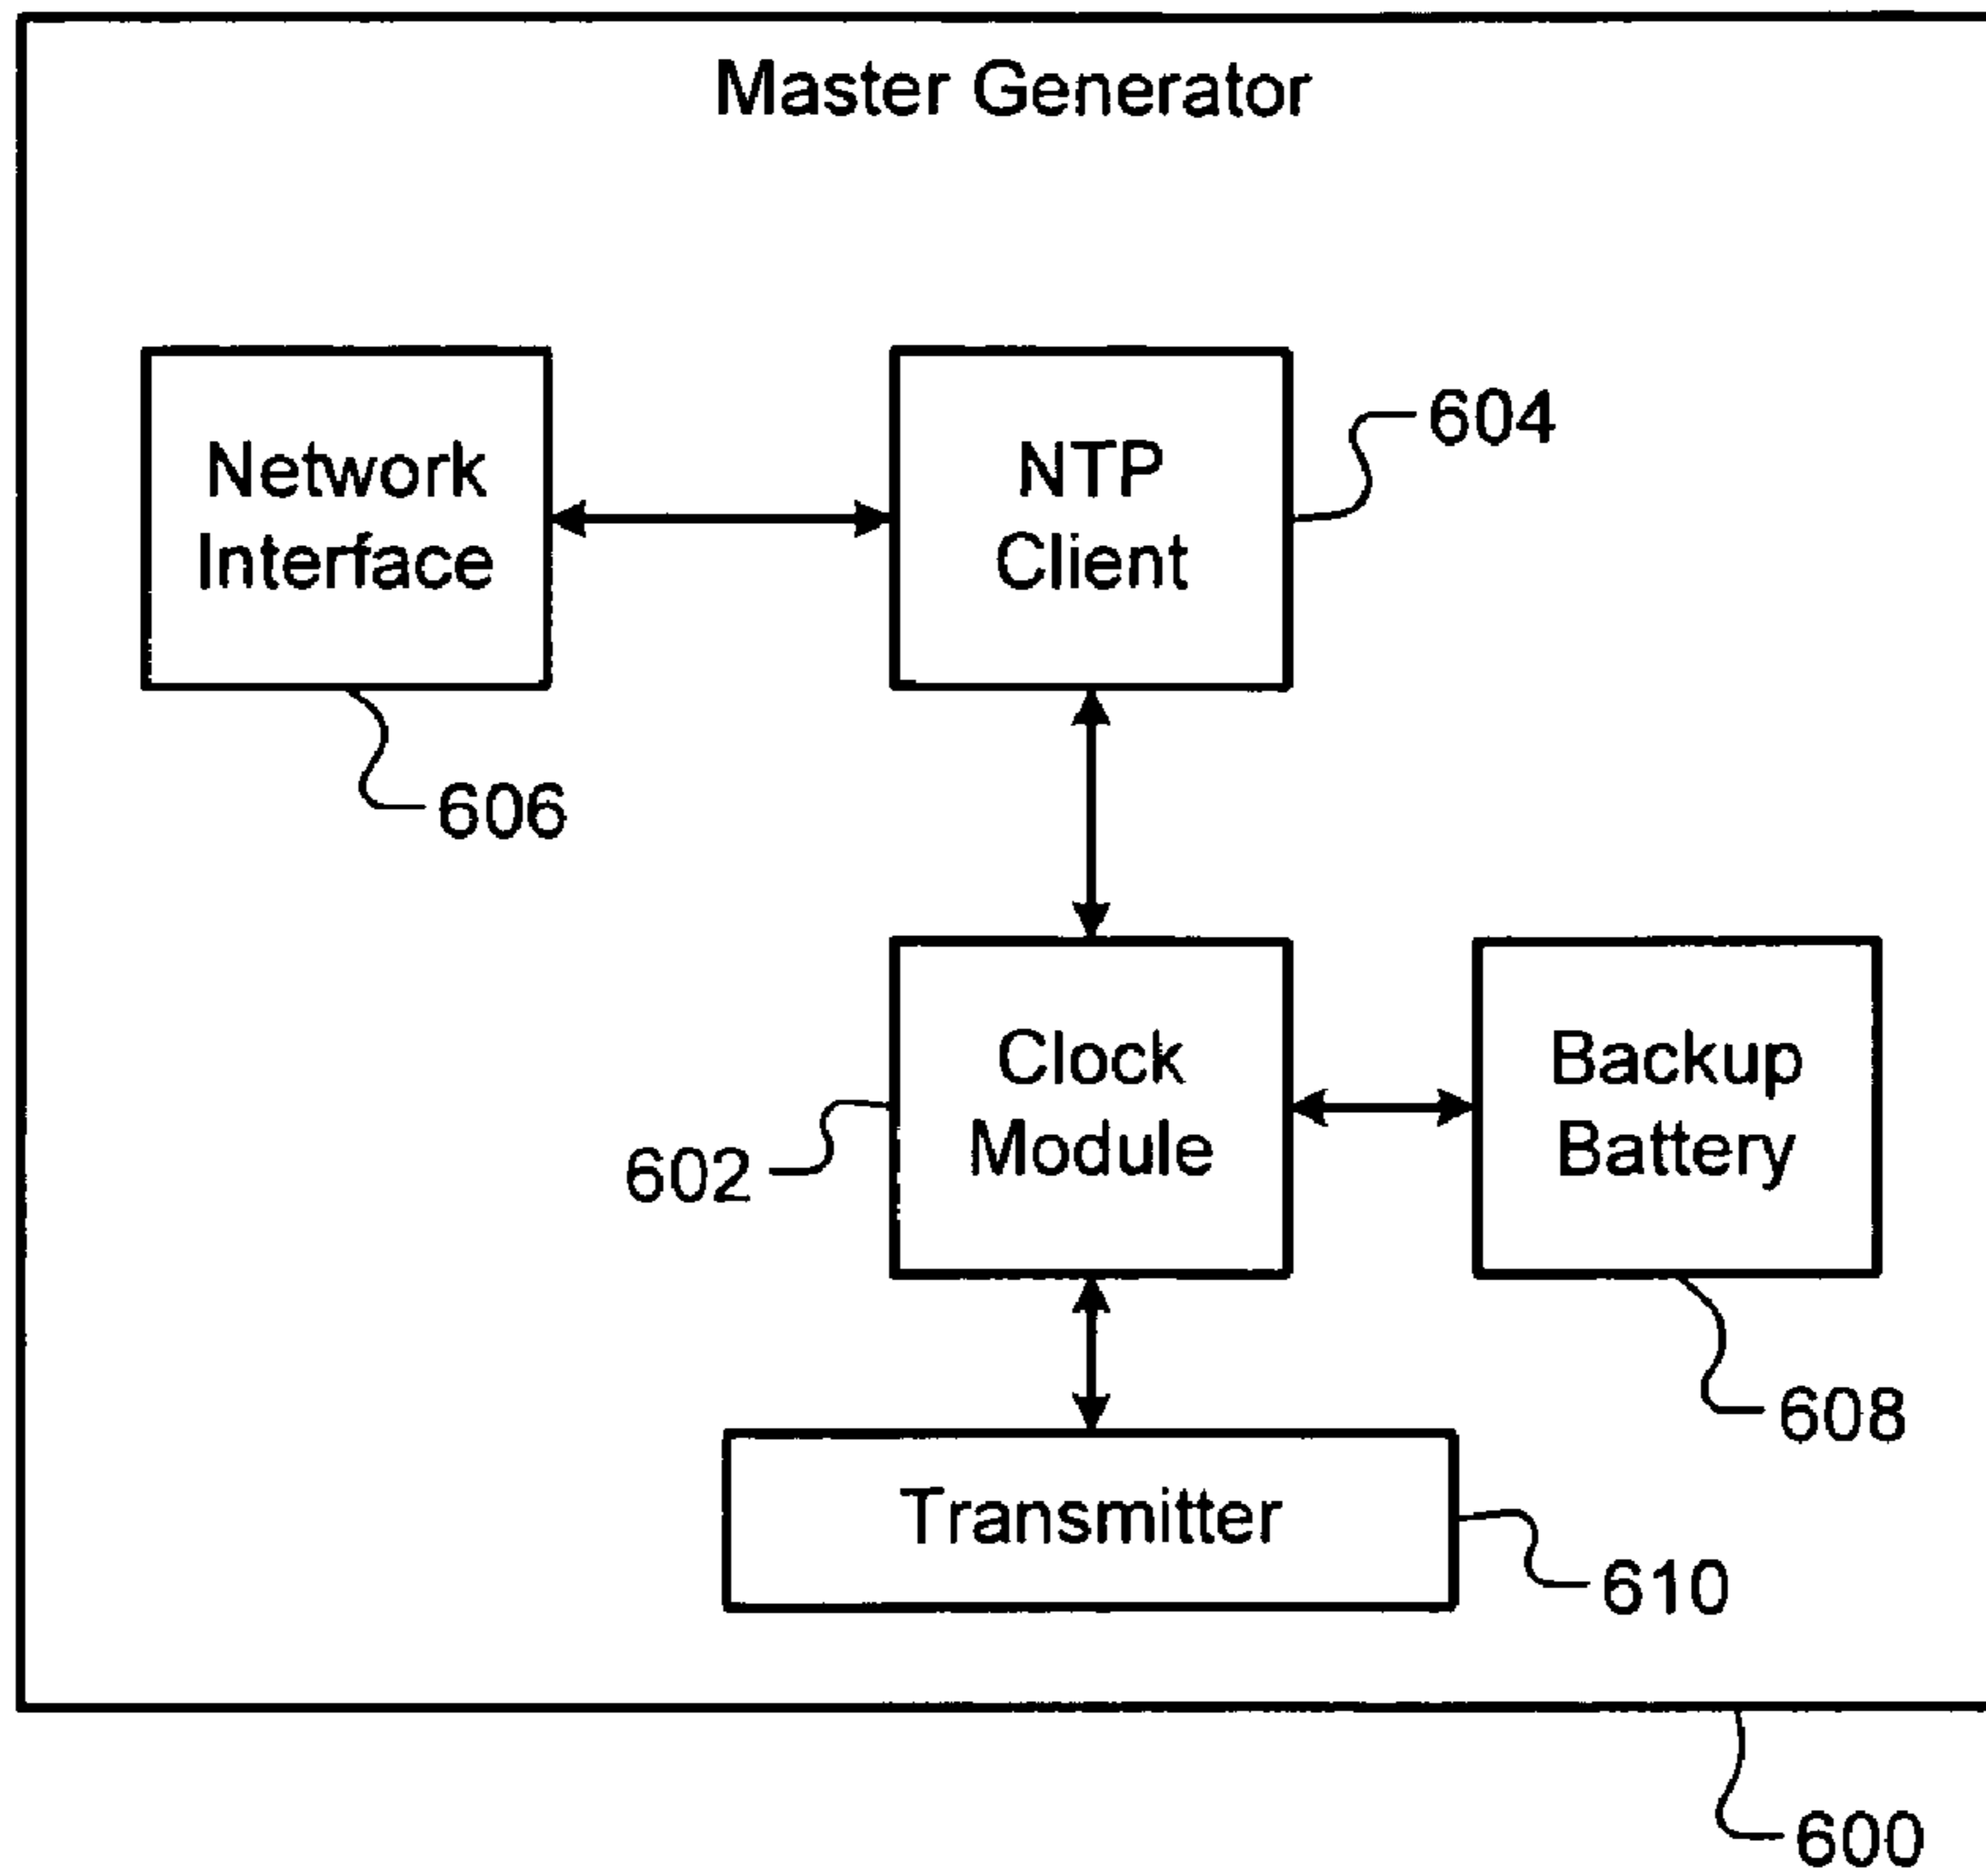 Master Generator
Network
Interface
606
NTP
Client
604
Clock
Module
602
Backup
Battery
608
Transmitter
610
600